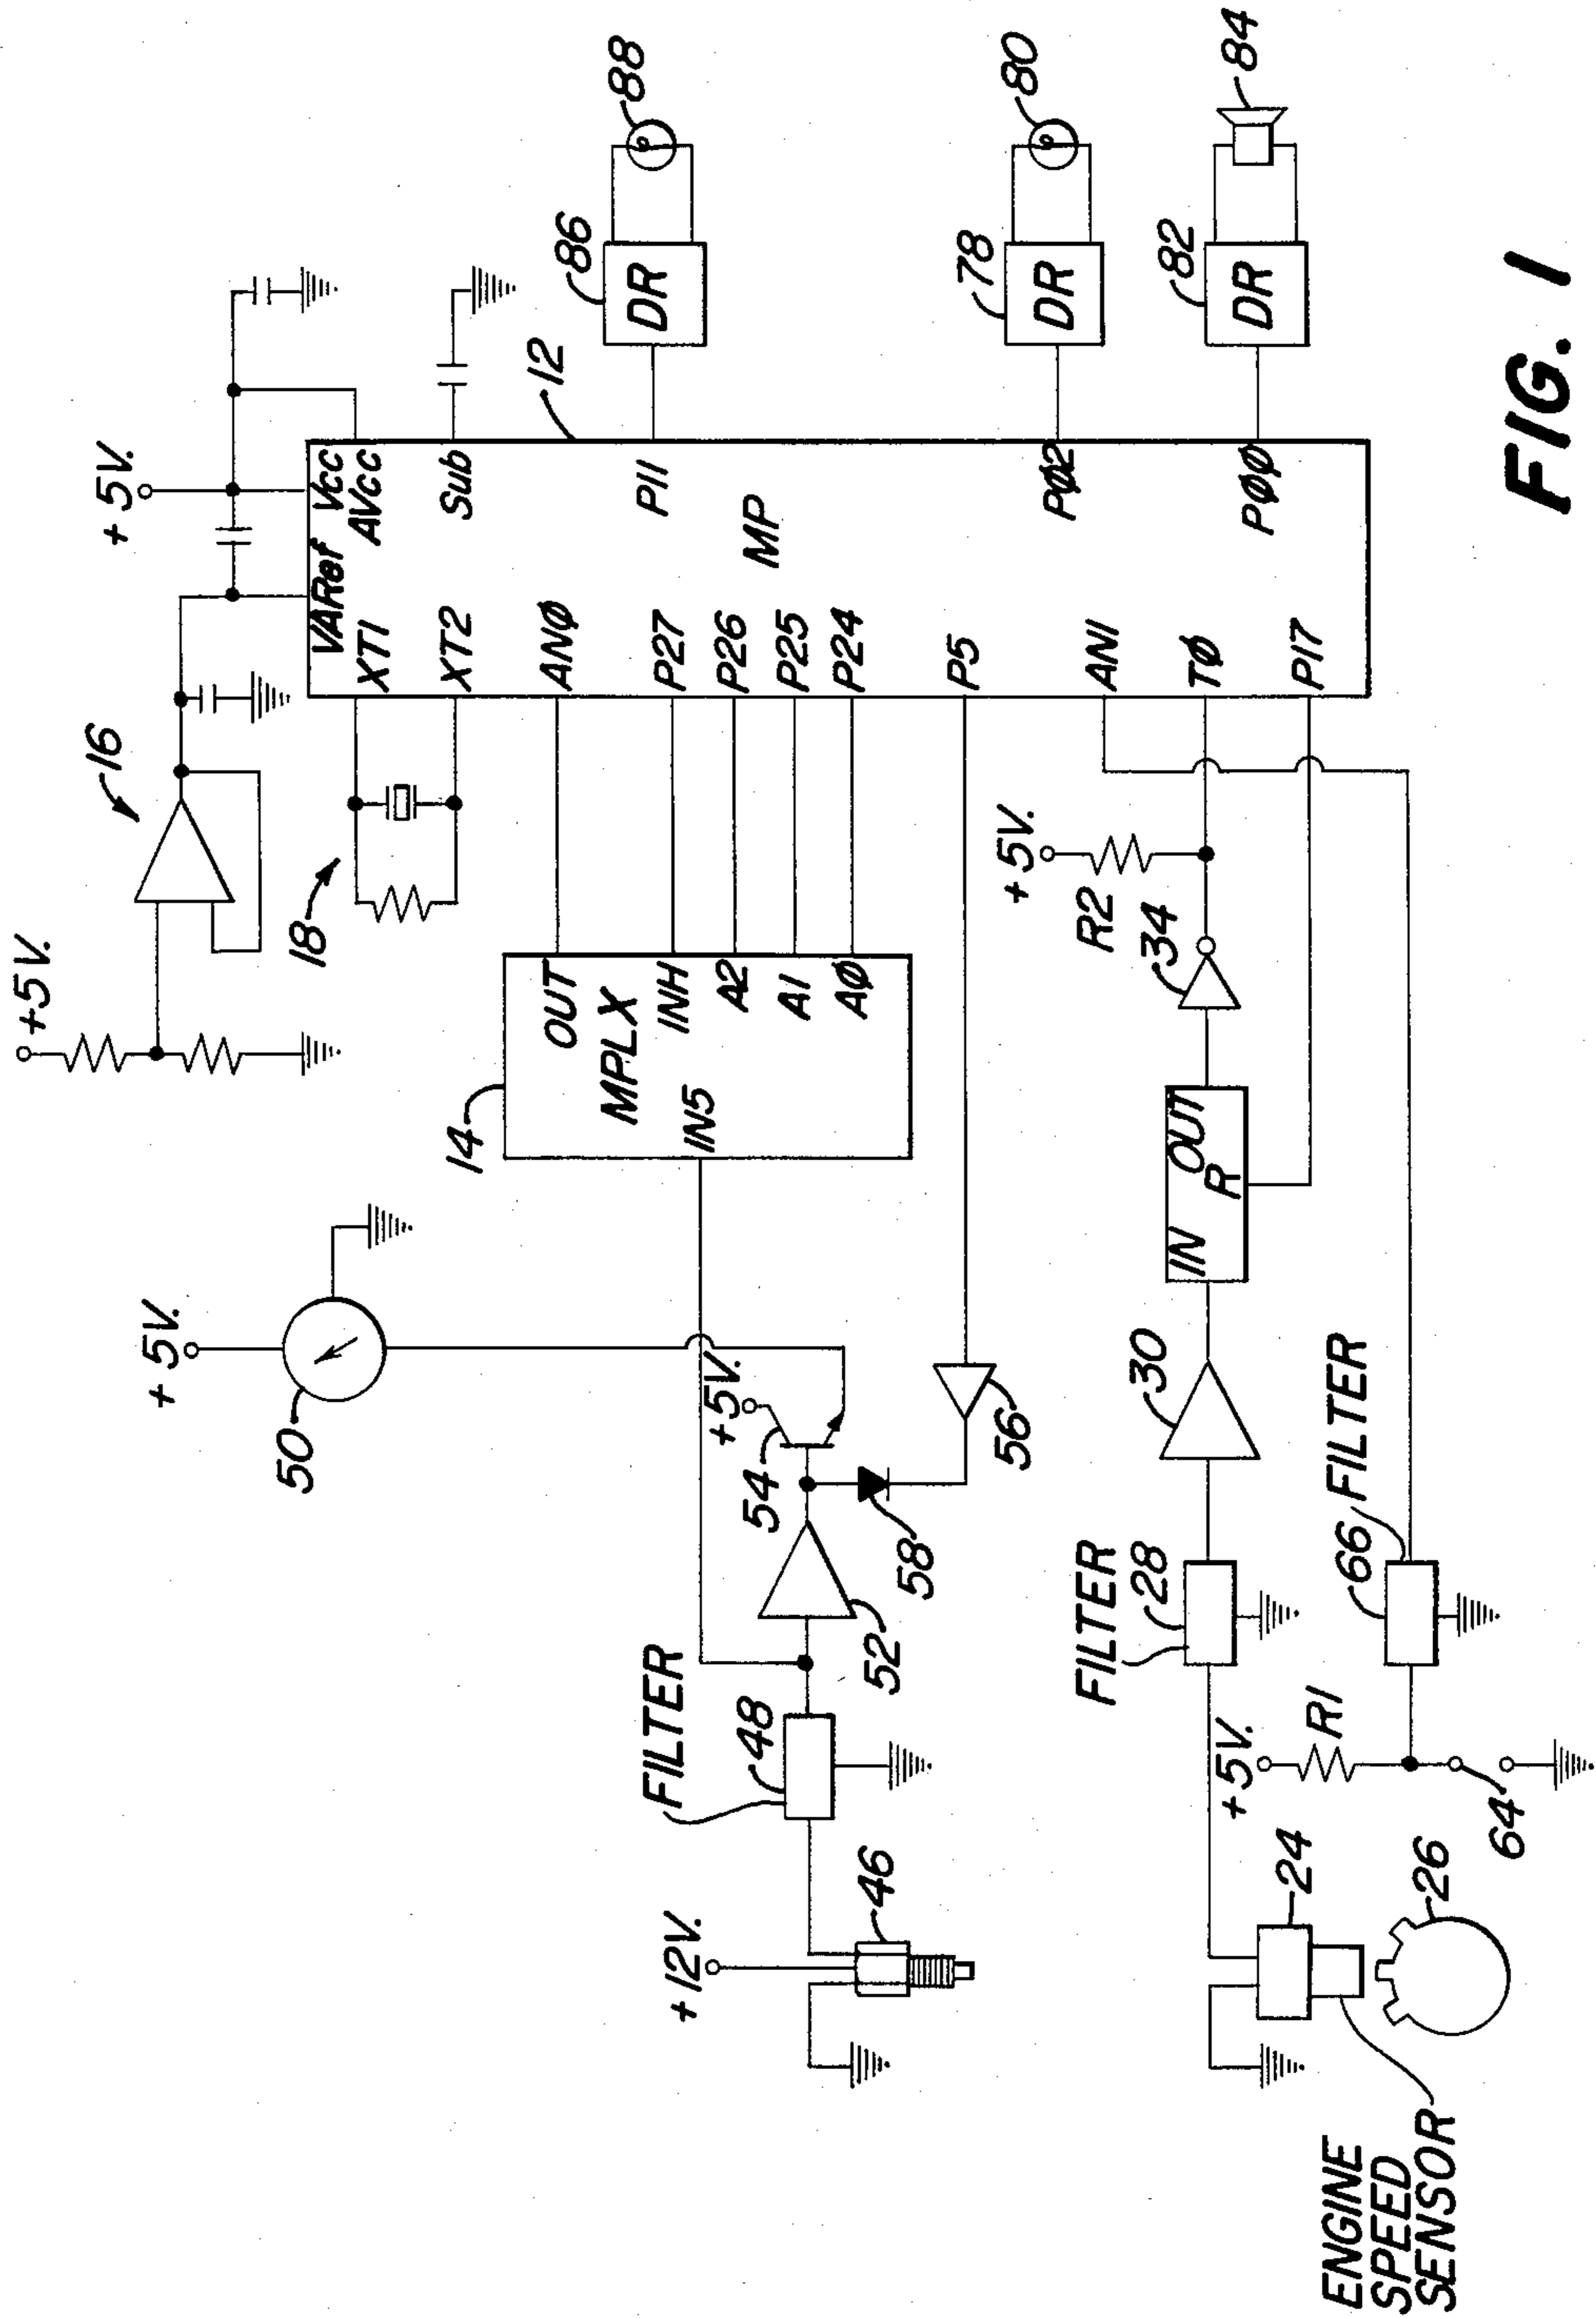 +5V.
16
+5V.
18
VARef Vcc
XT1 AVcc
XT2 Sub
12
ANØ P11
86
DR
88
+5V.
50
14
OUT
MPLX
INH
IN5
A2
A1
AØ
P27
P26
MP
P25
P24
P5
PØ2
78
DR
80
AN1
TØ
PØØ
P17
82
DR
84
FILTER
48
+12V.
46
52
54
+5V.
58
56
+5V.
R2
34
IN OUT
R
30
FILTER
28
FILTER
66
+5V.
R1
64
24
26
ENGINE
SPEED
SENSOR
FIG. 1